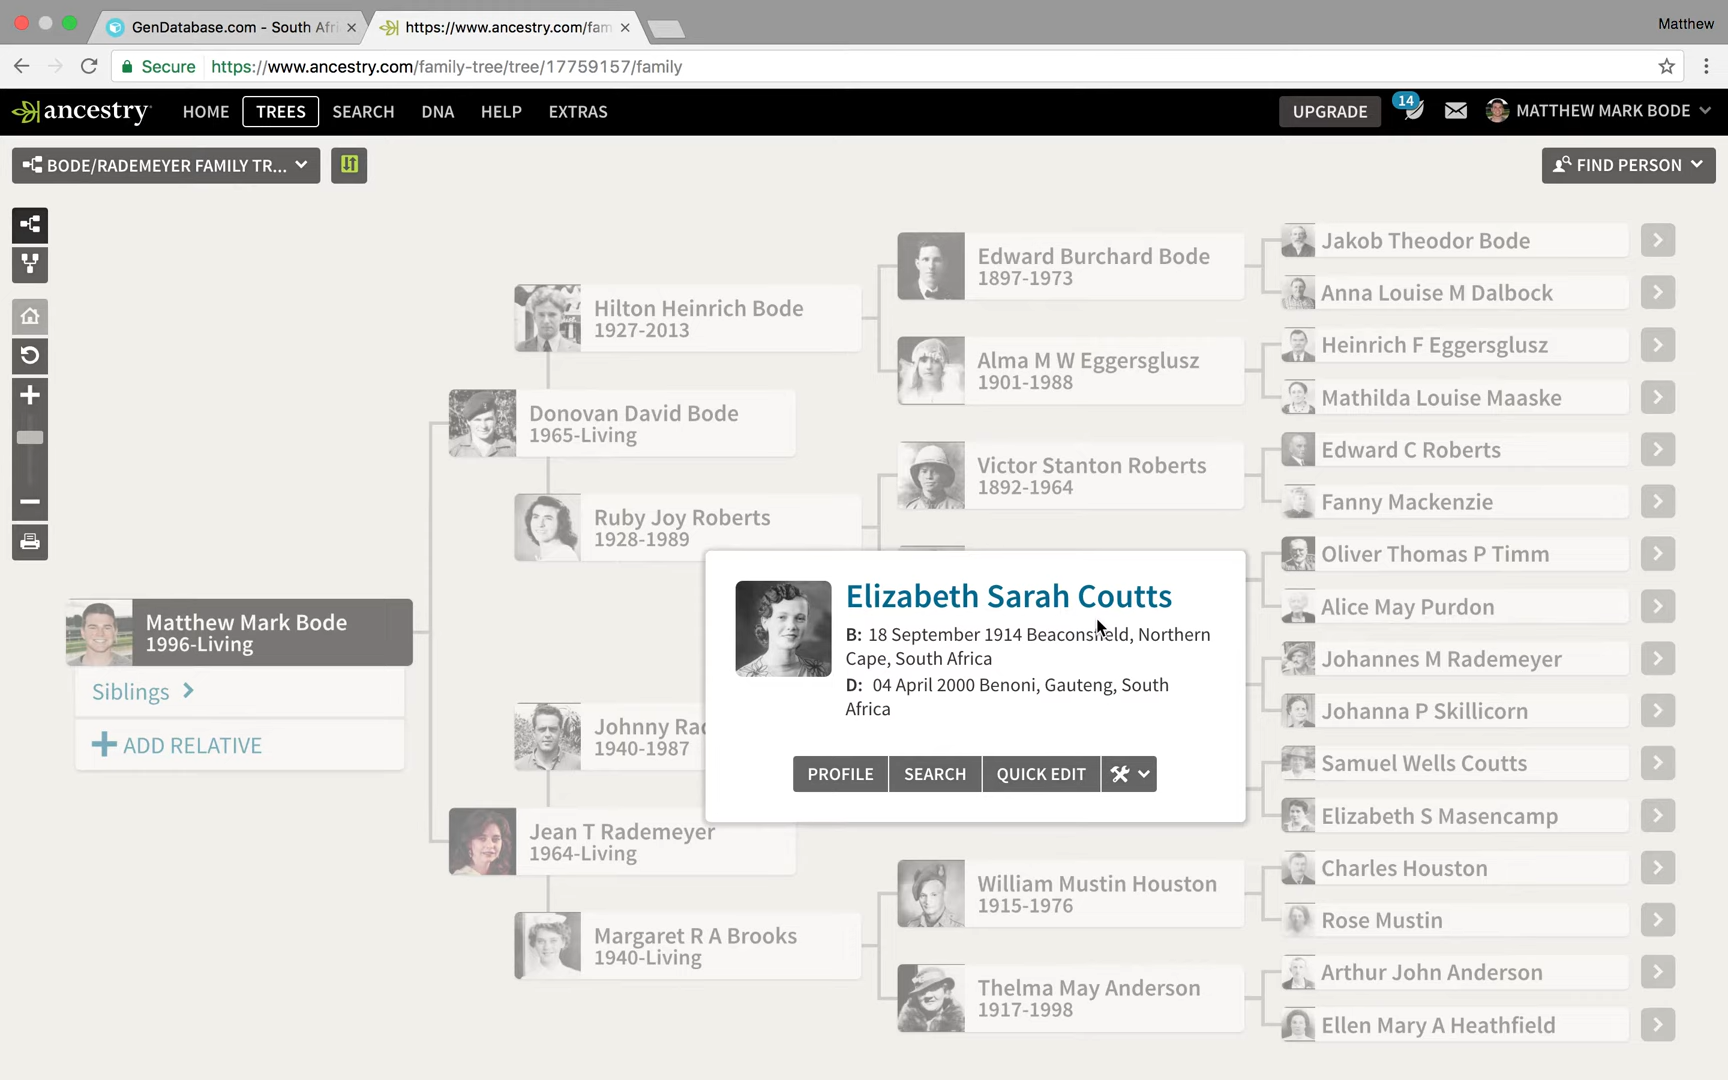 GenDatabase.com - South Afri
https://www.ancestry.com/fam
Matthew
Secure
https://www.ancestry.com/family-tree/tree/17759157/family
ancestry
HOME
TREES
SEARCH
DNA
HELP
EXTRAS
UPGRADE
14
MATTHEW MARK BODE
BODE/RADEMEYER FAMILY TR...
FIND PERSON
Matthew Mark Bode
1996-Living
Siblings
ADD RELATIVE
Hilton Heinrich Bode
1927-2013
Donovan David Bode
1965-Living
Ruby Joy Roberts
1928-1989
Johnny Rad
1940-1987
Jean T Rademeyer
1964-Living
Margaret R A Brooks
1940-Living
Edward Burchard Bode
1897-1973
Alma M W Eggersglusz
1901-1988
Victor Stanton Roberts
1892-1964
Elizabeth Sarah Coutts
B: 18 September 1914 Beaconsfield, Northern
Cape, South Africa
D: 04 April 2000 Benoni, Gauteng, South
Africa
PROFILE
SEARCH
QUICK EDIT
William Mustin Houston
1915-1976
Thelma May Anderson
1917-1998
Jakob Theodor Bode
Anna Louise M Dalbock
Heinrich F Eggersglusz
Mathilda Louise Maaske
Edward C Roberts
Fanny Mackenzie
Oliver Thomas P Timm
Alice May Purdon
Johannes M Rademeyer
Johanna P Skillicorn
Samuel Wells Coutts
Elizabeth S Masencamp
Charles Houston
Rose Mustin
Arthur John Anderson
Ellen Mary A Heathfield